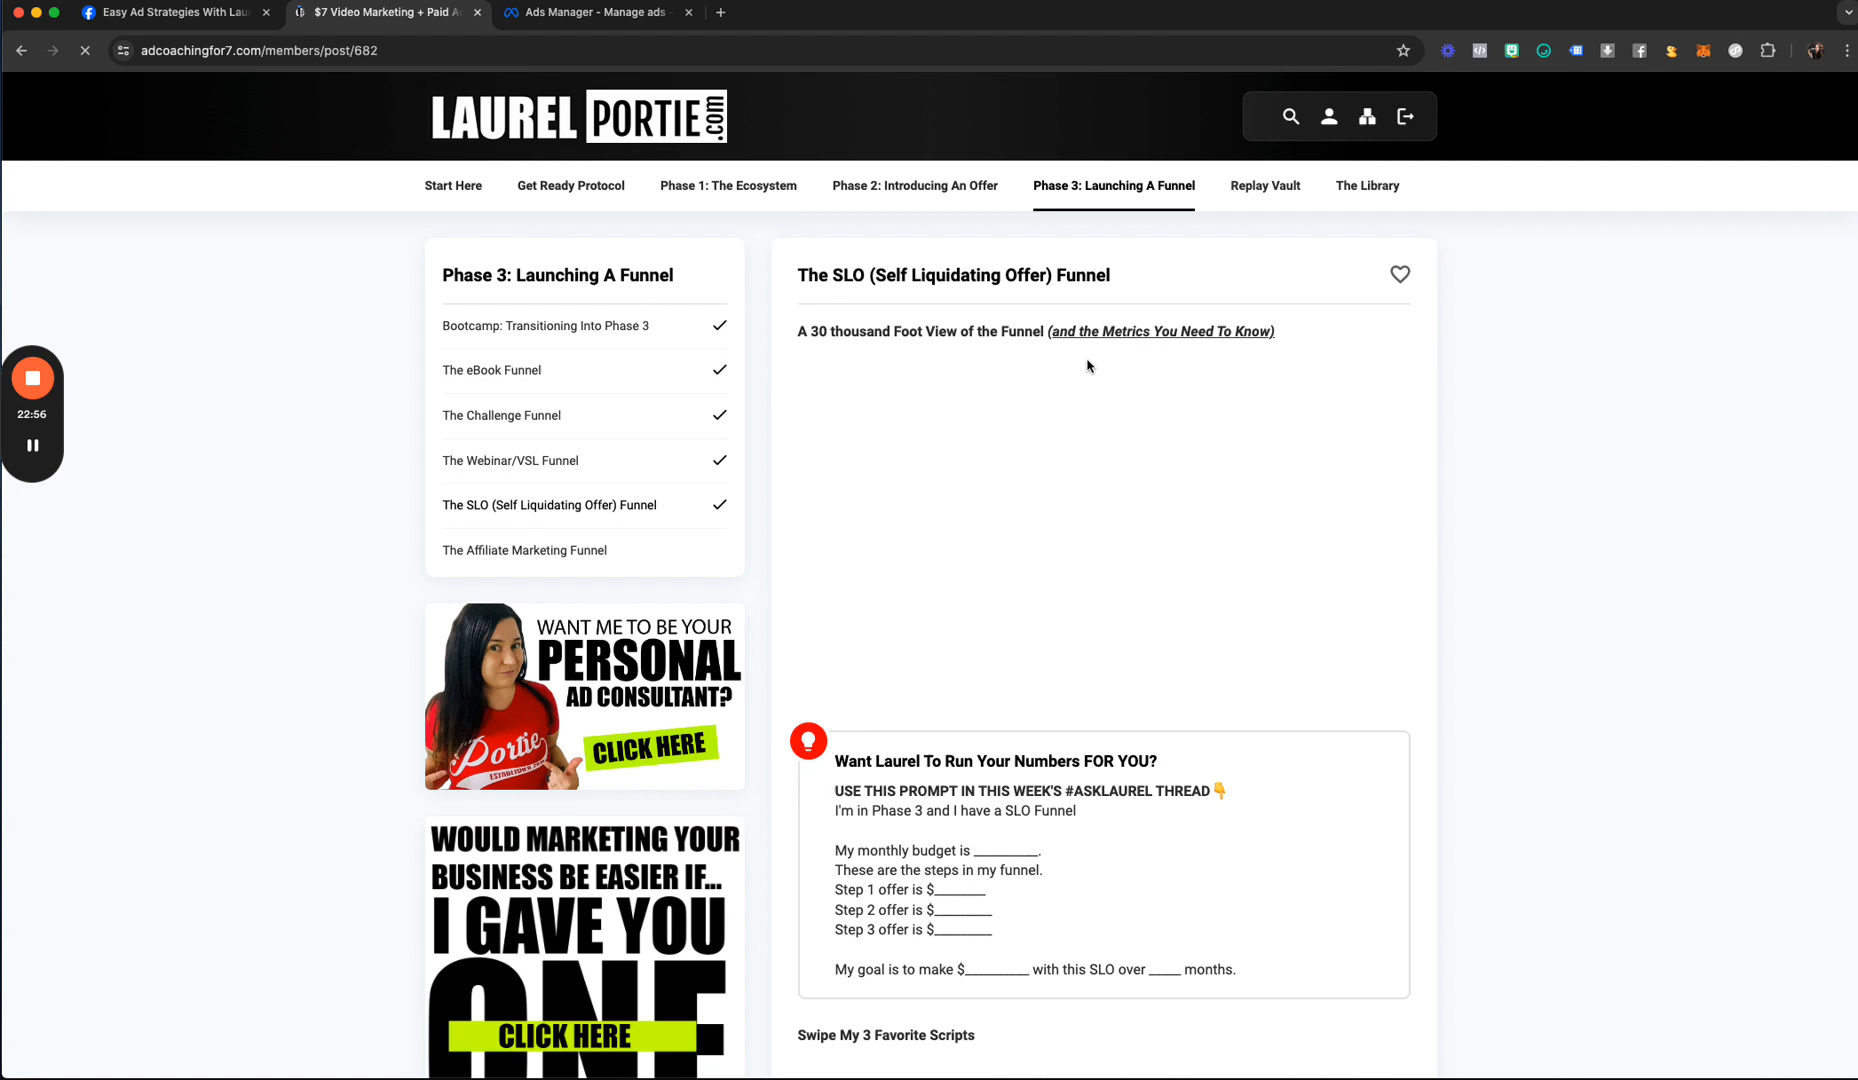 Easy Ad Strategies With Lau
$7 Video Marketing + Paid A
Ads Manager - Manage ads
adcoachingfor7.com/members/post/682
LAUREL PORTIE .com
Start Here
Get Ready Protocol
Phase 1: The Ecosystem
Phase 2: Introducing An Offer
Phase 3: Launching A Funnel
Replay Vault
The Library
Phase 3: Launching A Funnel
Bootcamp: Transitioning Into Phase 3
The eBook Funnel
The Challenge Funnel
The Webinar/VSL Funnel
The SLO (Self Liquidating Offer) Funnel
The Affiliate Marketing Funnel
22:56
WANT ME TO BE YOUR
PERSONAL
AD CONSULTANT?
CLICK HERE
Portie
ESTABLISHED
WOULD MARKETING YOUR
BUSINESS BE EASIER IF...
I GAVE YOU
ONE
CLICK HERE
The SLO (Self Liquidating Offer) Funnel
A 30 thousand Foot View of the Funnel (and the Metrics You Need To Know)
Want Laurel To Run Your Numbers FOR YOU?
USE THIS PROMPT IN THIS WEEK'S #ASKLAUREL THREAD👇
I'm in Phase 3 and I have a SLO Funnel
My monthly budget is ________.
These are the steps in my funnel.
Step 1 offer is $______
Step 2 offer is $_______
Step 3 offer is $_______
My goal is to make $________ with this SLO over ____ months.
Swipe My 3 Favorite Scripts